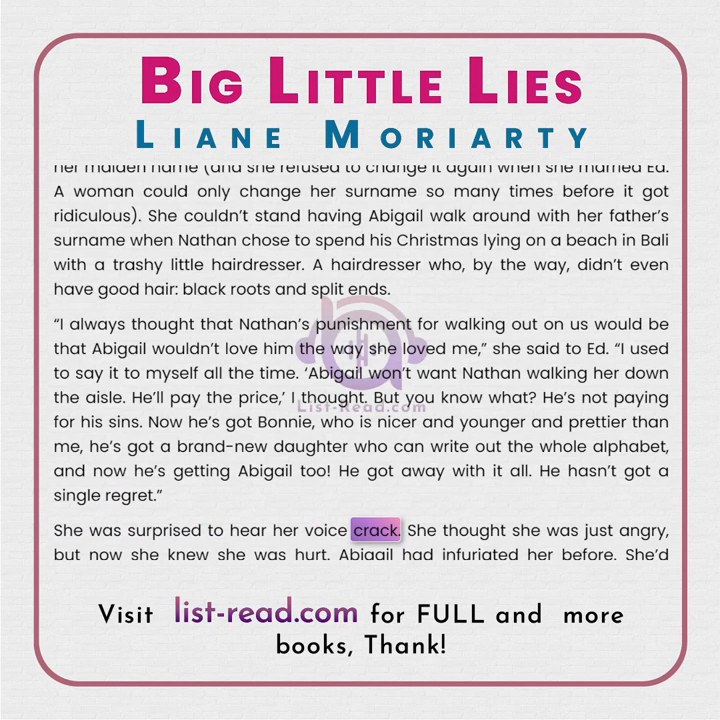 BIG LITTLE LIES
LIANE MORIARTY
her maiden name (and she refused to change it again when she married Ed.
A woman could only change her surname so many times before it got
ridiculous). She couldn't stand having Abigail walk around with her father's
surname when Nathan chose to spend his Christmas lying on a beach in Bali
with a trashy little hairdresser. A hairdresser who, by the way, didn't even
have good hair: black roots and split ends.
"I always thought that Nathan's punishment for walking out on us would be
that Abigail wouldn't love him the way she loved me," she said to Ed. "I used
to say it to myself all the time. 'Abigail won't want Nathan walking her down
the aisle. He'll pay the price,' I thought. But you know what? He's not paying
for his sins. Now he's got Bonnie, who is nicer and younger and prettier than
me, he's got a brand-new daughter who can write out the whole alphabet,
and now he's getting Abigail too! He got away with it all. He hasn't got a
single regret."
She was surprised to hear her voice crack. She thought she was just angry,
but now she knew she was hurt. Abigail had infuriated her before. She'd
List-Read.com
Visit list-read.com for FULL and more
books, Thank!